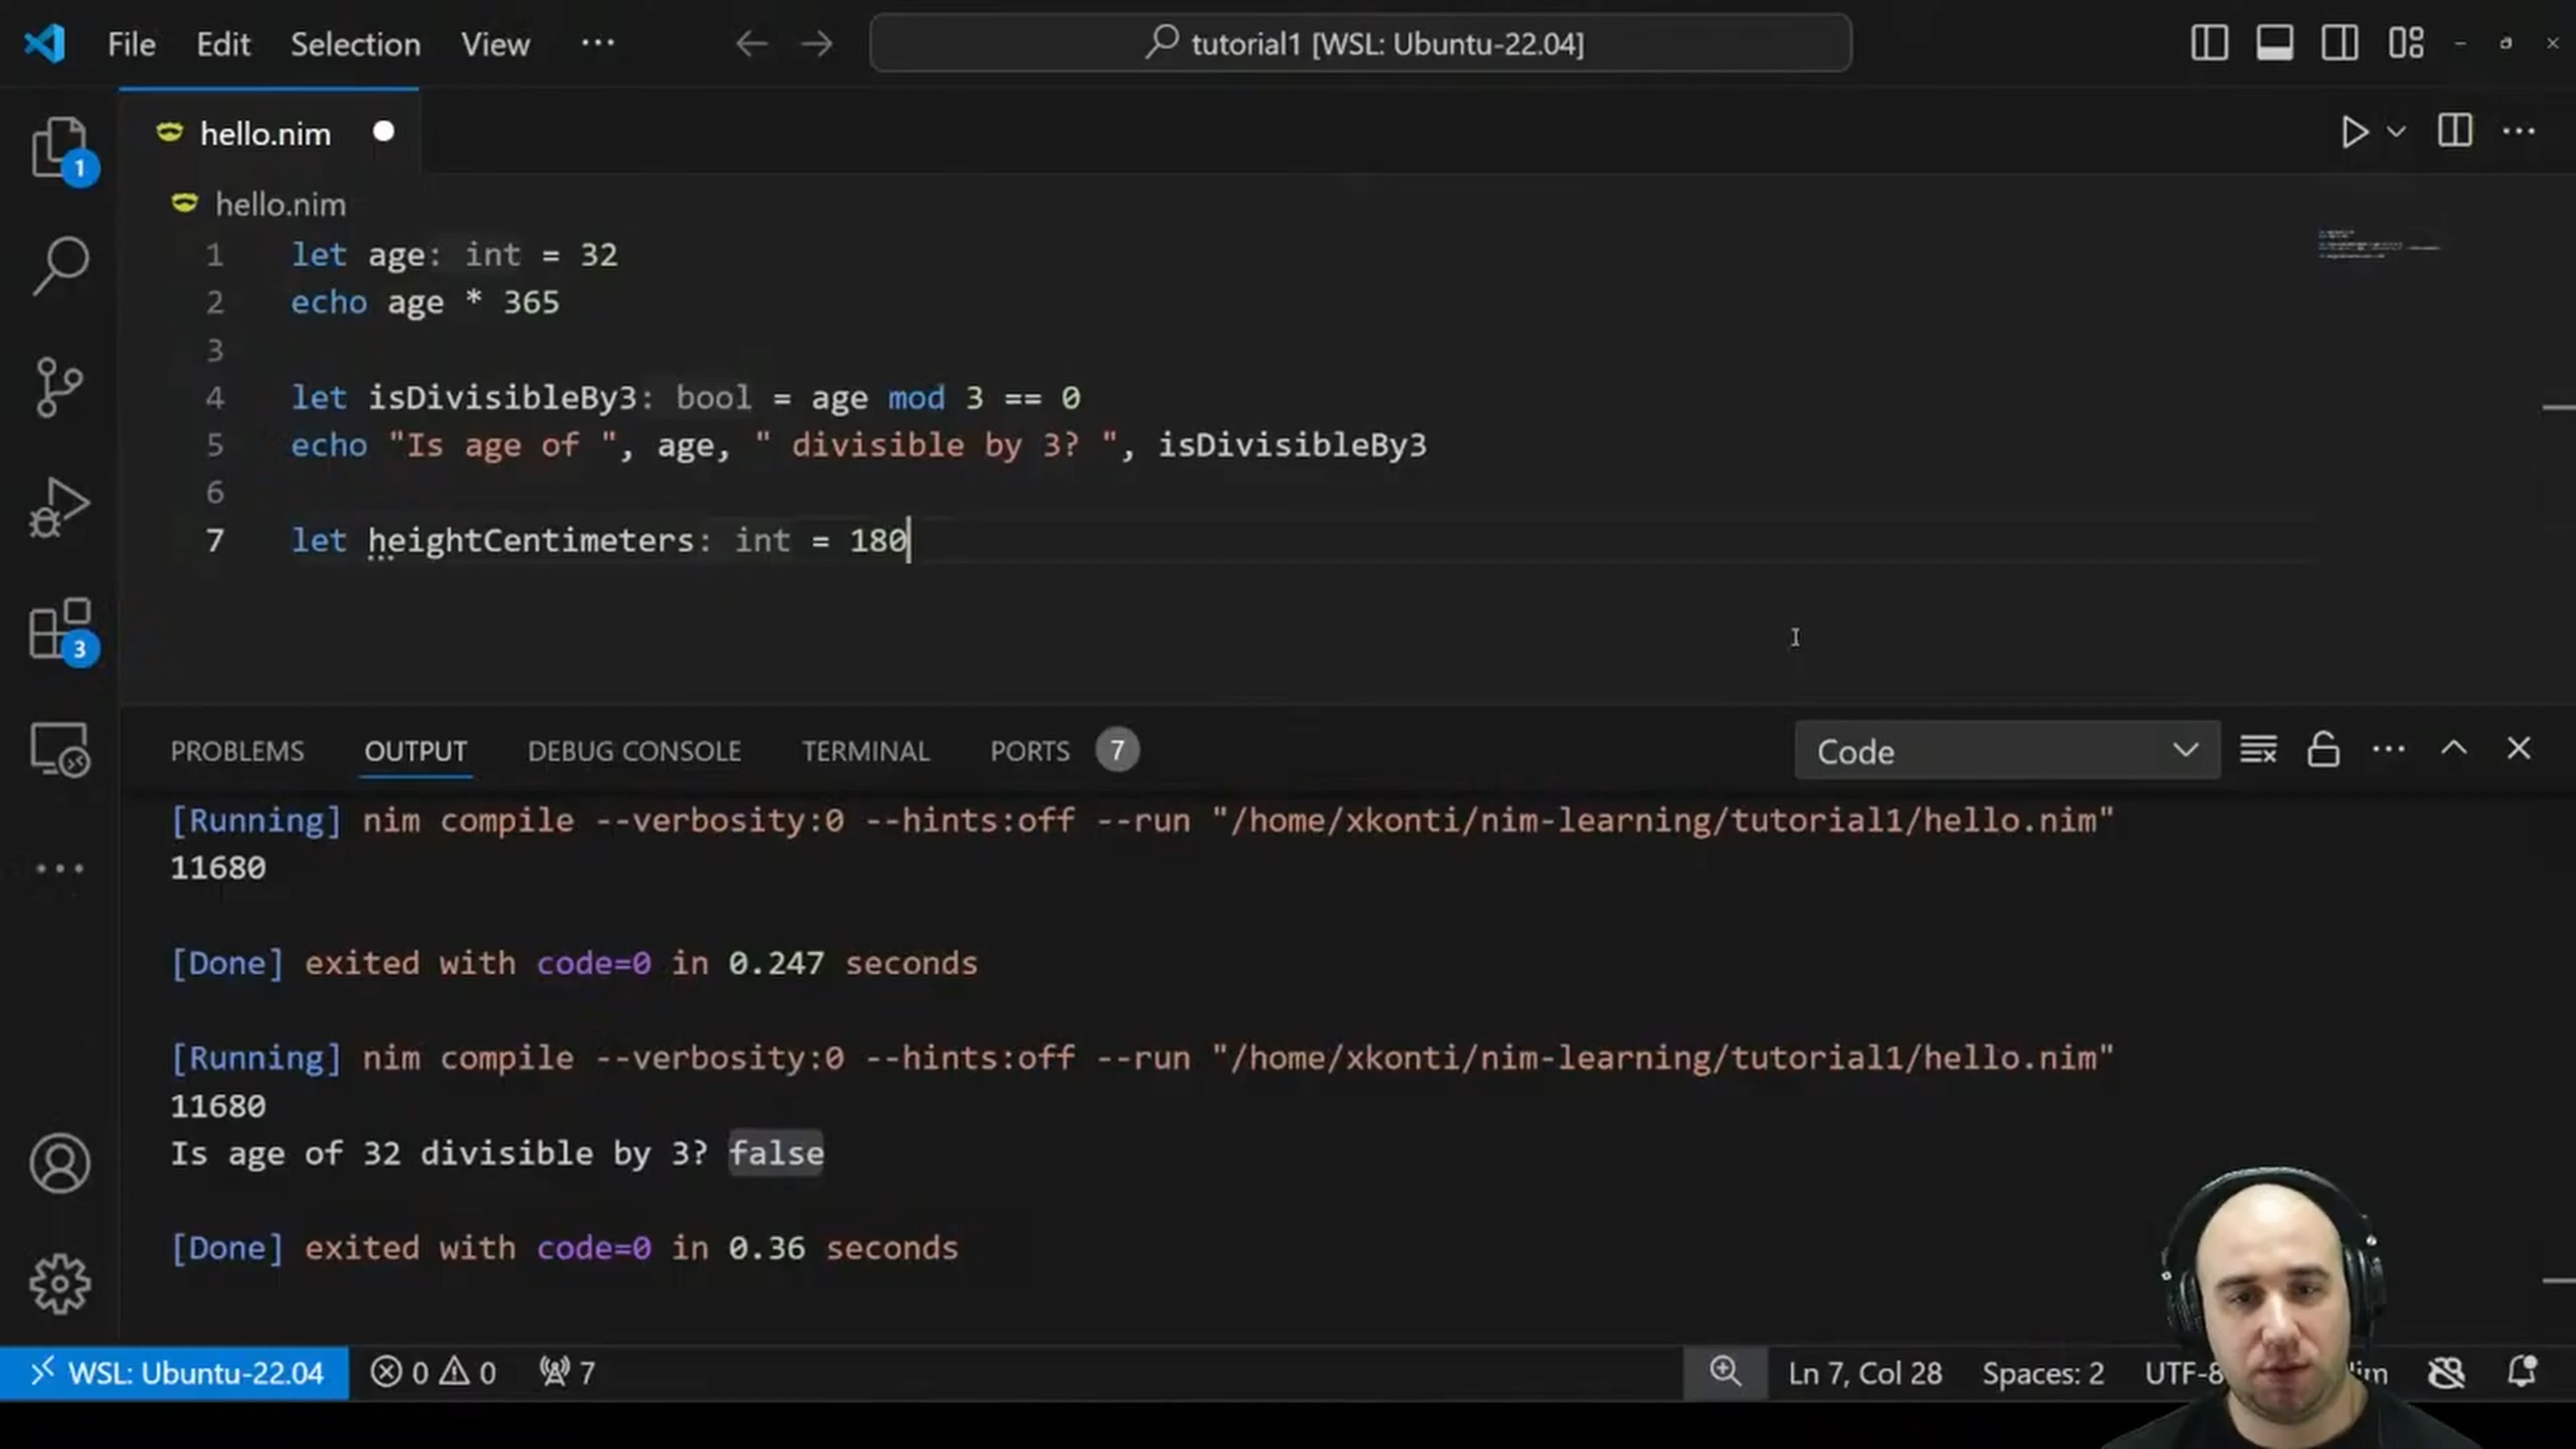 File Edit Selection View ··· tutorial1 [WSL: Ubuntu-22.04]
hello.nim
1
hello.nim
1 let age: int = 32
2 echo age * 365
3
4 let isDivisibleBy3: bool = age mod 3 == 0
5 echo "Is age of ", age, " divisible by 3? ", isDivisibleBy3
6
7 let heightCentimeters: int = 180
3
PROBLEMS OUTPUT DEBUG CONSOLE TERMINAL PORTS 7 Code
[Running] nim compile --verbosity:0 --hints:off --run "/home/xkonti/nim-learning/tutorial1/hello.nim"
11680
[Done] exited with code=0 in 0.247 seconds
[Running] nim compile --verbosity:0 --hints:off --run "/home/xkonti/nim-learning/tutorial1/hello.nim"
11680
Is age of 32 divisible by 3? false
[Done] exited with code=0 in 0.36 seconds
WSL: Ubuntu-22.04 0 0 7 Ln 7, Col 28 Spaces: 2 UTF-8